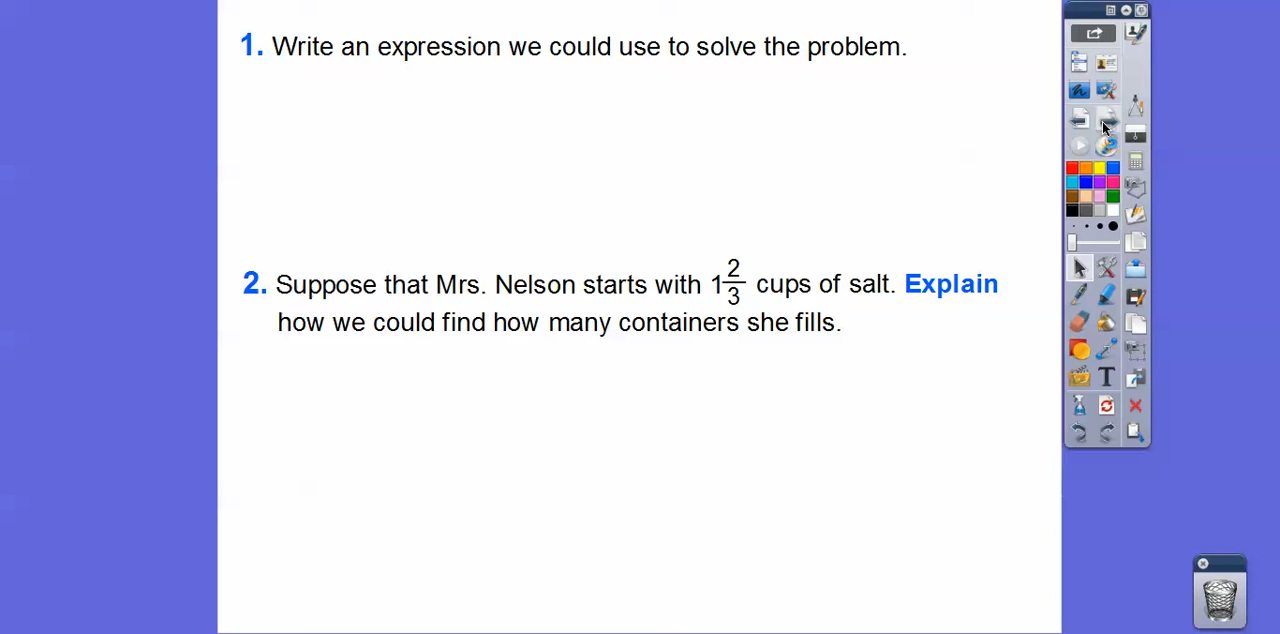 1. Write an expression we could use to solve the problem.
2. Suppose that Mrs. Nelson starts with 1 2/3 cups of salt. Explain
how we could find how many containers she fills.